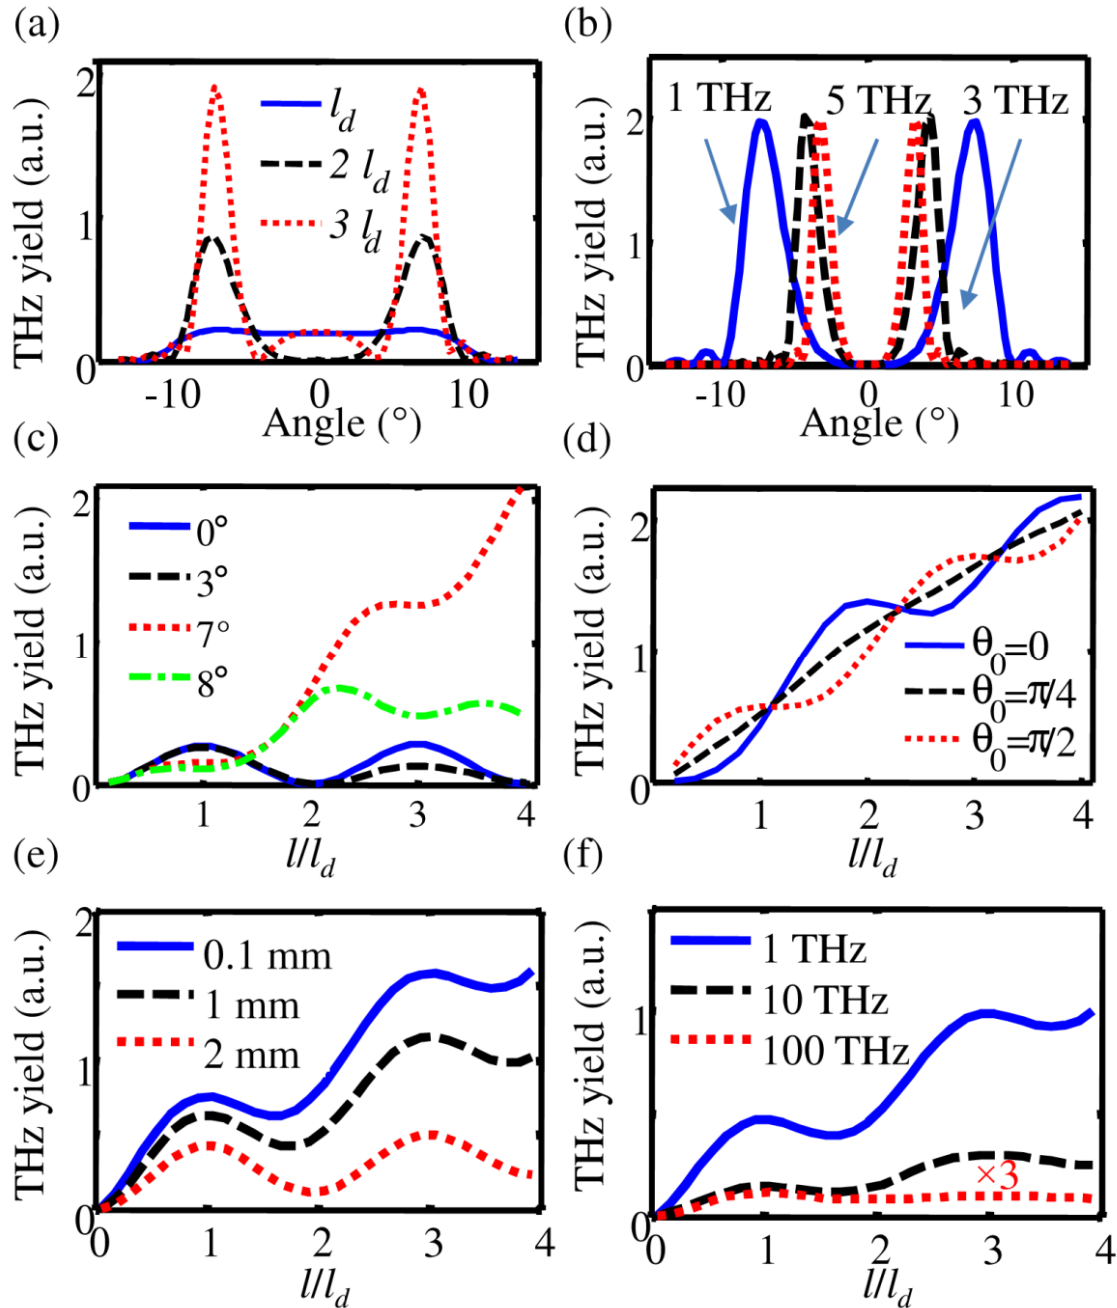 (a)
2
1
0
THz yield (a.u.)
l_d
2 l_d
3 l_d
-10 0 10
Angle (°)
(b)
2
1
0
THz yield (a.u.)
1 THz
5 THz
3 THz
-10 0 10
Angle (°)
(c)
2
1
0
THz yield (a.u.)
0°
3°
7°
8°
1 2 3 4
l/l_d
(d)
2
1
0
THz yield (a.u.)
θ_0=0
θ_0=π/4
θ_0=π/2
1 2 3 4
l/l_d
(e)
2
1
0
THz yield (a.u.)
0.1 mm
1 mm
2 mm
0 1 2 3 4
l/l_d
(f)
1
0
THz yield (a.u.)
1 THz
10 THz
100 THz
×3
0 1 2 3 4
l/l_d